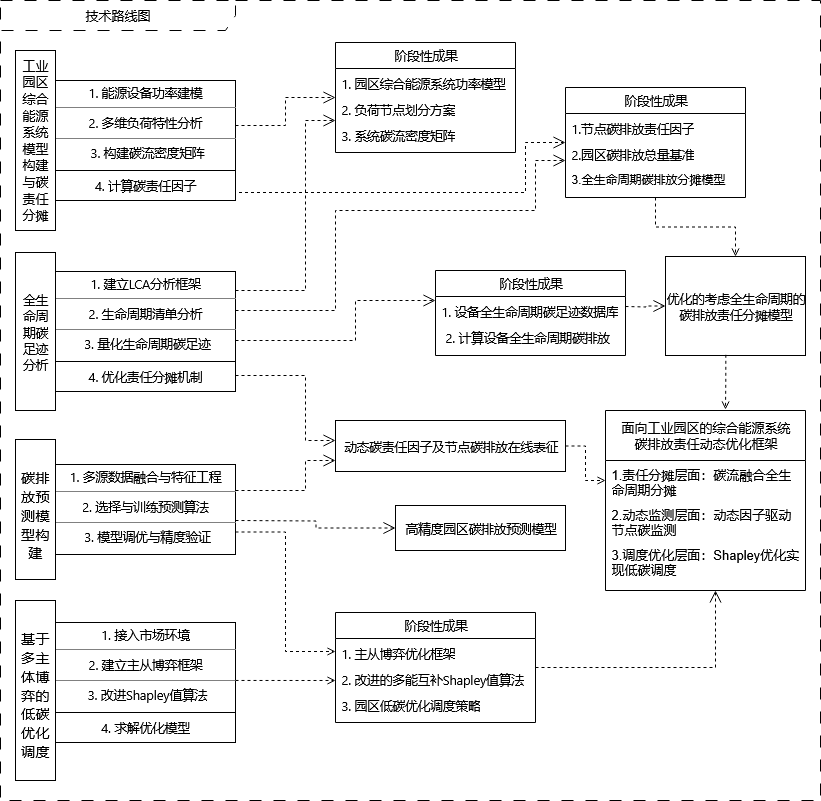 技术路线图
工业
园区
综合
能源
系统
模型
构建
与碳
责任
分摊
1. 能源设备功率建模
2. 多维负荷特性分析
3. 构建碳流密度矩阵
4. 计算碳责任因子
阶段性成果
1. 园区综合能源系统功率模型
2. 负荷节点划分方案
3. 系统碳流密度矩阵
阶段性成果
1.节点碳排放责任因子
2.园区碳排放总量基准
3.全生命周期碳排放分摊模型
全生
命周
期碳
足迹
分析
1. 建立LCA分析框架
2. 生命周期清单分析
3. 量化生命周期碳足迹
4. 优化责任分摊机制
阶段性成果
1. 设备全生命周期碳足迹数据库
2. 计算设备全生命周期碳排放
优化的考虑全生命周期的
碳排放责任分摊模型
动态碳责任因子及节点碳排放在线表征
面向工业园区的综合能源系统
碳排放责任动态优化框架
1.责任分摊层面：碳流融合全生
命周期分摊
2.动态监测层面：动态因子驱动
节点碳监测
3.调度优化层面：Shapley优化实
现低碳调度
碳排
放预
测模
型构
建
1. 多源数据融合与特征工程
2. 选择与训练预测算法
3. 模型调优与精度验证
高精度园区碳排放预测模型
基于
多主
体博
弈的
低碳
优化
调度
1. 接入市场环境
2. 建立主从博弈框架
3. 改进Shapley值算法
4. 求解优化模型
阶段性成果
1. 主从博弈优化框架
2. 改进的多能互补Shapley值算法
3. 园区低碳优化调度策略